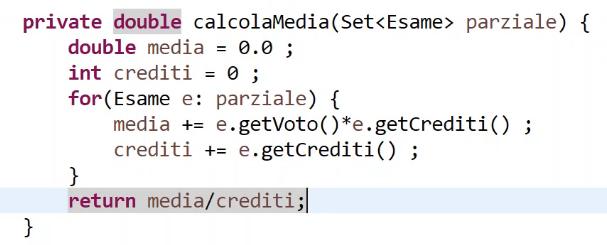 private double calcolaMedia(Set<Esame> parziale) {
    double media = 0.0 ;
    int crediti = 0 ;
    for(Esame e: parziale) {
        media += e.getVoto()*e.getCrediti() ;
        crediti += e.getCrediti() ;
    }
    return media/crediti;
}